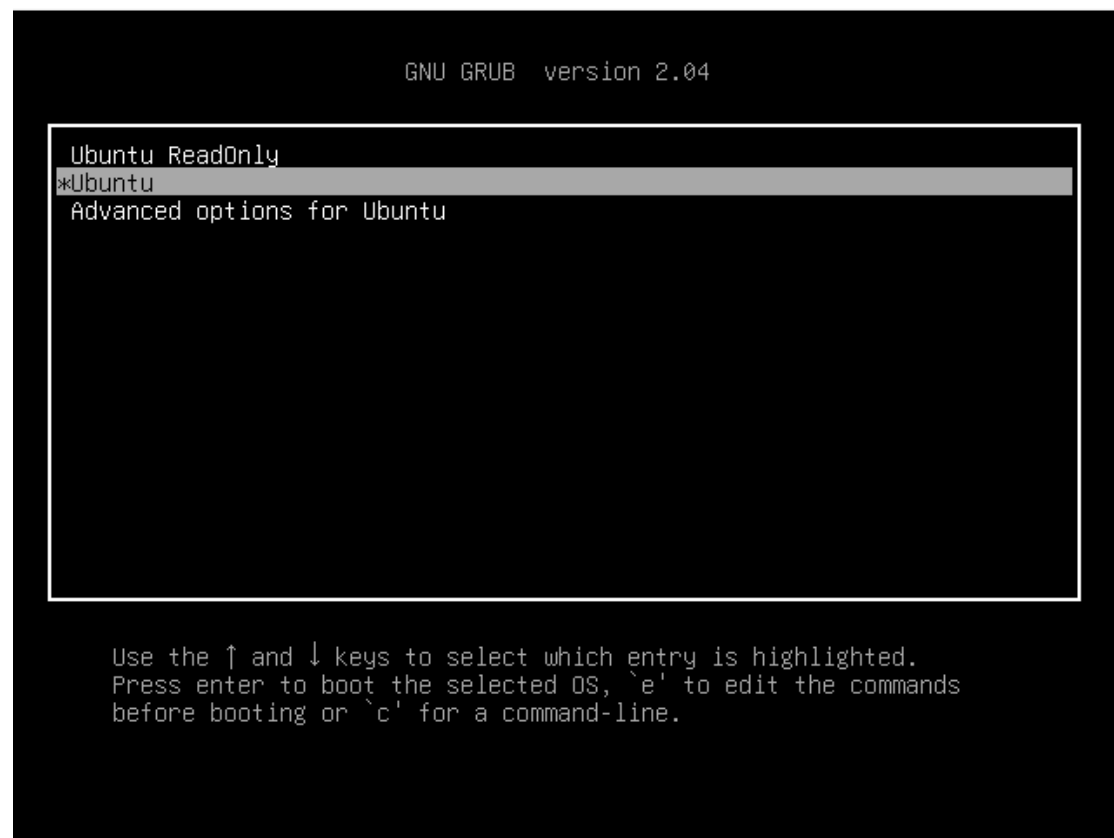 GNU GRUB  version 2.04
Ubuntu ReadOnly
*Ubuntu
Advanced options for Ubuntu
Use the ↑ and ↓ keys to select which entry is highlighted.
Press enter to boot the selected OS, `e' to edit the commands
before booting or `c' for a command-line.